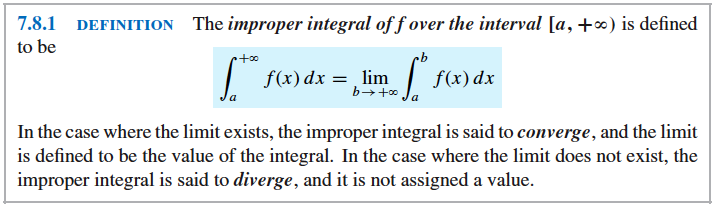 7.8.1 DEFINITION The improper integral of f over the interval [a, +∞) is defined
to be
∫ₐ⁺∞ f(x) dx = lim b→+∞ ∫ₐᵇ f(x) dx
In the case where the limit exists, the improper integral is said to converge, and the limit
is defined to be the value of the integral. In the case where the limit does not exist, the
improper integral is said to diverge, and it is not assigned a value.